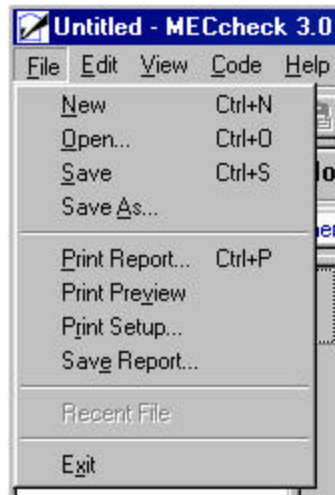 Untitled - MECcheck 3.0
File Edit View Code Help
New Ctrl+N
Open... Ctrl+O
Save Ctrl+S
Save As...
Print Report... Ctrl+P
Print Preview
Print Setup...
Save Report...
Recent File
Exit